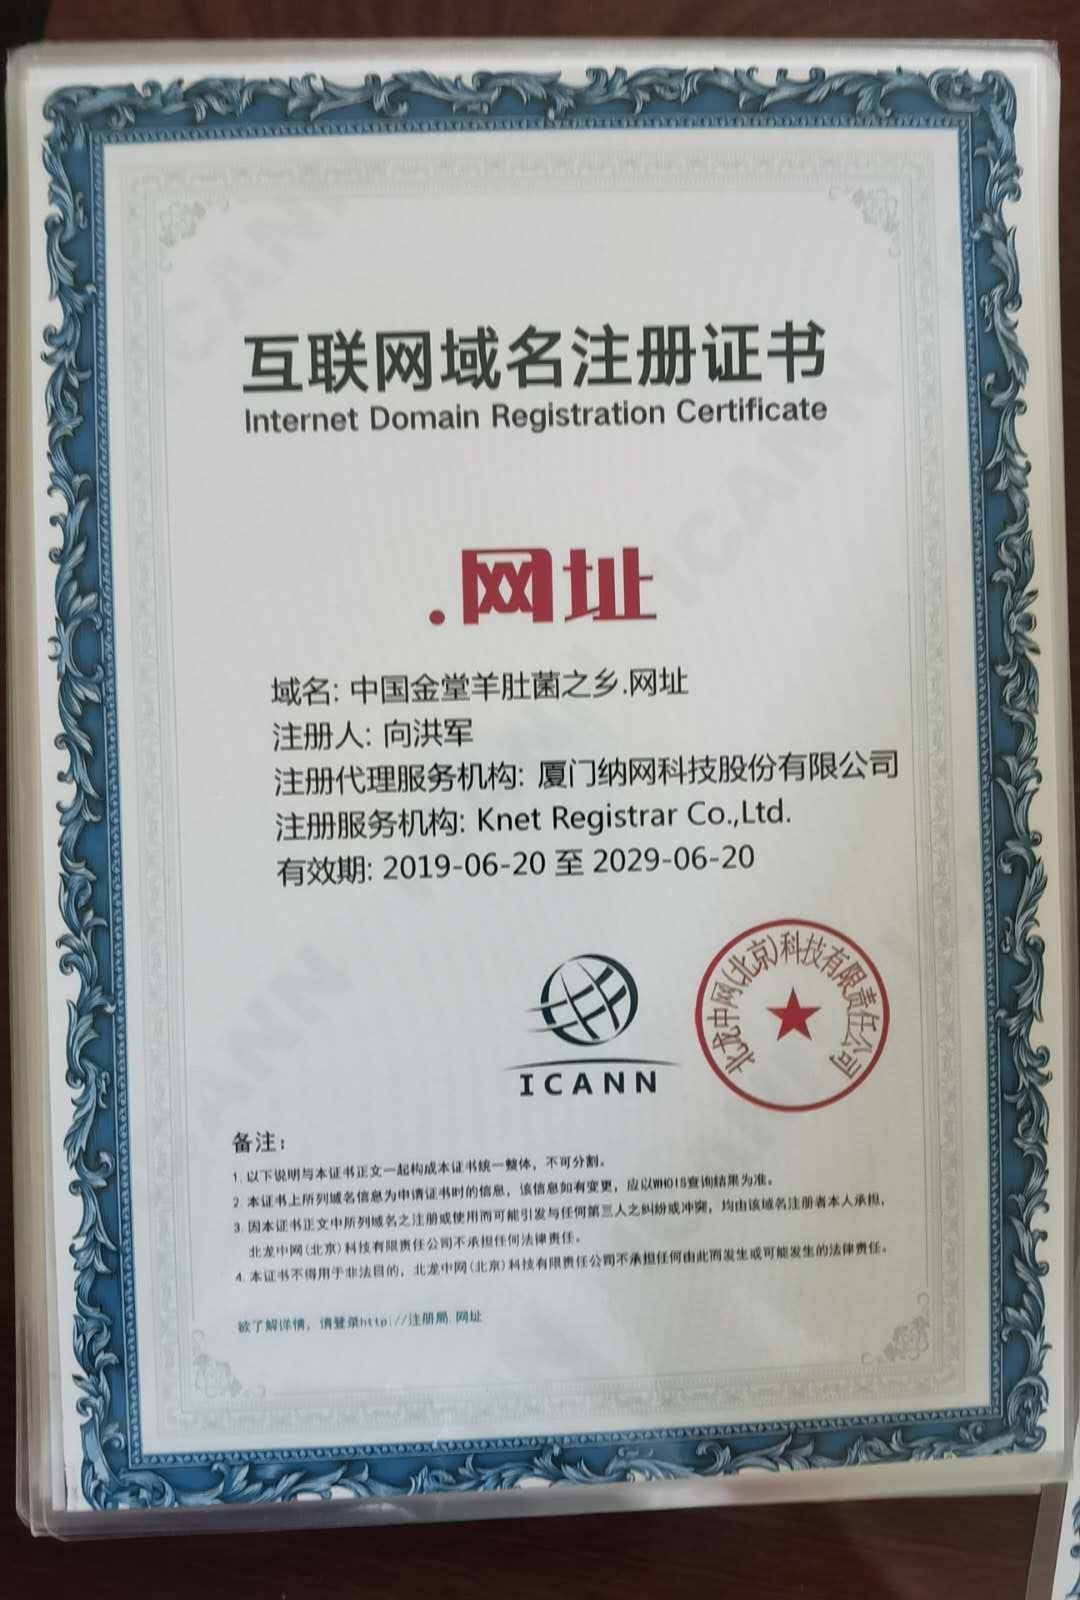 互联网域名注册证书
Internet Domain Registration Certificate
.网址
域名: 中国金堂羊肚菌之乡.网址
注册人: 向洪军
注册代理服务机构: 厦门纳网科技股份有限公司
注册服务机构: Knet Registrar Co.,Ltd.
有效期: 2019-06-20 至 2029-06-20
ICANN
北龙中网(北京)科技有限责任公司
备注:
1. 以下说明与本证书正文一起构成本证书统一整体，不可分割。
2. 本证书上所列域名信息为申请证书时的信息，该信息如有变更，应以WHOIS查询结果为准。
3. 因本证书正文中所列域名之注册或使用而可能引发与任何第三人之纠纷或冲突，均由该域名注册者本人承担，
北龙中网(北京)科技有限责任公司不承担任何法律责任。
4. 本证书不得用于非法目的，北龙中网(北京)科技有限责任公司不承担任何由此而发生或可能发生的法律责任。
欲了解详情，请登录http://注册局.网址